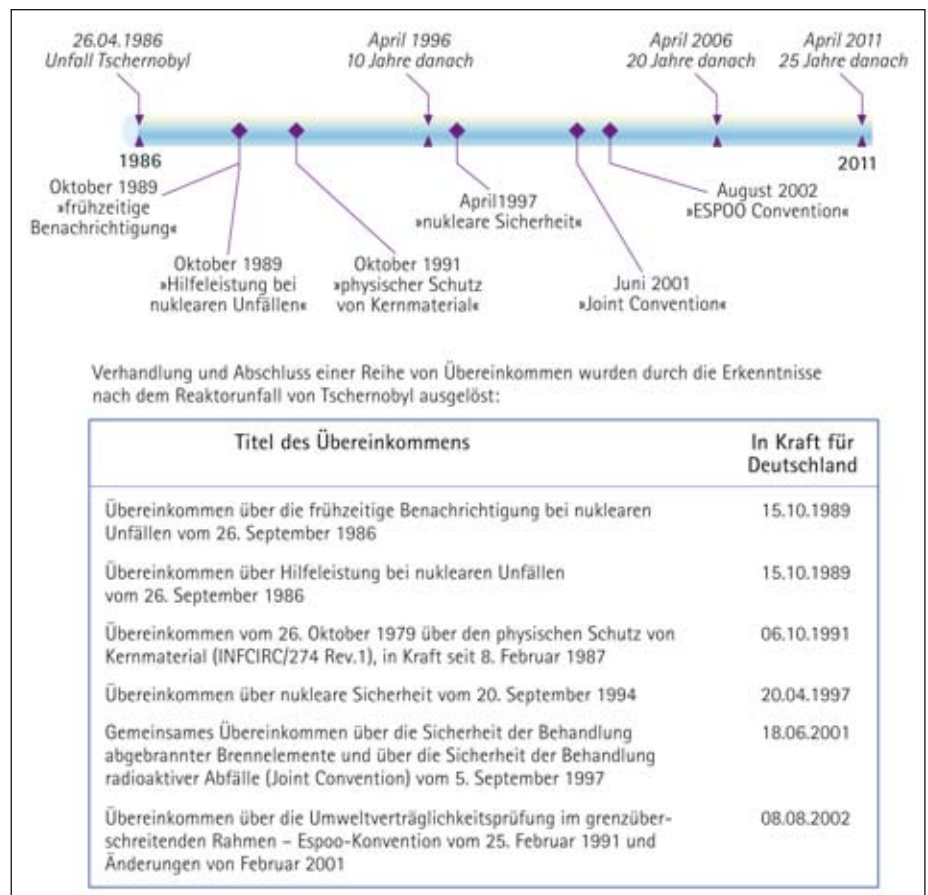 26.04.1986
Unfall Tschernobyl
April 1996
10 Jahre danach
April 2006
20 Jahre danach
April 2011
25 Jahre danach
1986
2011
Oktober 1989
»frühzeitige
Benachrichtigung«
Oktober 1989
»Hilfeleistung bei
nuklearen Unfällen«
Oktober 1991
»physischer Schutz
von Kernmaterial«
April1997
»nukleare Sicherheit«
Juni 2001
»Joint Convention«
August 2002
»ESPOO Convention«
Verhandlung und Abschluss einer Reihe von Übereinkommen wurden durch die Erkenntnisse
nach dem Reaktorunfall von Tschernobyl ausgelöst:
Titel des Übereinkommens
In Kraft für
Deutschland
Übereinkommen über die frühzeitige Benachrichtigung bei nuklearen
Unfällen vom 26. September 1986
15.10.1989
Übereinkommen über Hilfeleistung bei nuklearen Unfällen
vom 26. September 1986
15.10.1989
Übereinkommen vom 26. Oktober 1979 über den physischen Schutz von
Kernmaterial (INFCIRC/274 Rev.1), in Kraft seit 8. Februar 1987
06.10.1991
Übereinkommen über nukleare Sicherheit vom 20. September 1994
20.04.1997
Gemeinsames Übereinkommen über die Sicherheit der Behandlung
abgebrannter Brennelemente und über die Sicherheit der Behandlung
radioaktiver Abfälle (Joint Convention) vom 5. September 1997
18.06.2001
Übereinkommen über die Umweltverträglichkeitsprüfung im grenzüber-
schreitenden Rahmen – Espoo-Konvention vom 25. Februar 1991 und
Änderungen von Februar 2001
08.08.2002